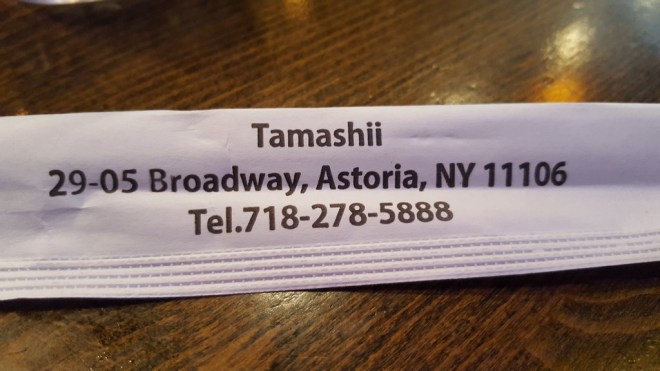 Tamashii
29-05 Broadway, Astoria, NY 11106
Tel.718-278-5888